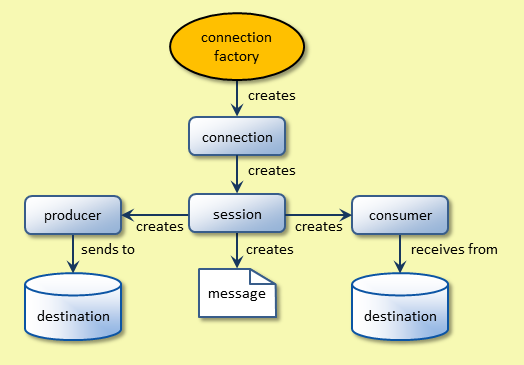 connection
factory
creates
connection
creates
producer
session
consumer
creates
creates
sends to
creates
receives from
message
destination
destination